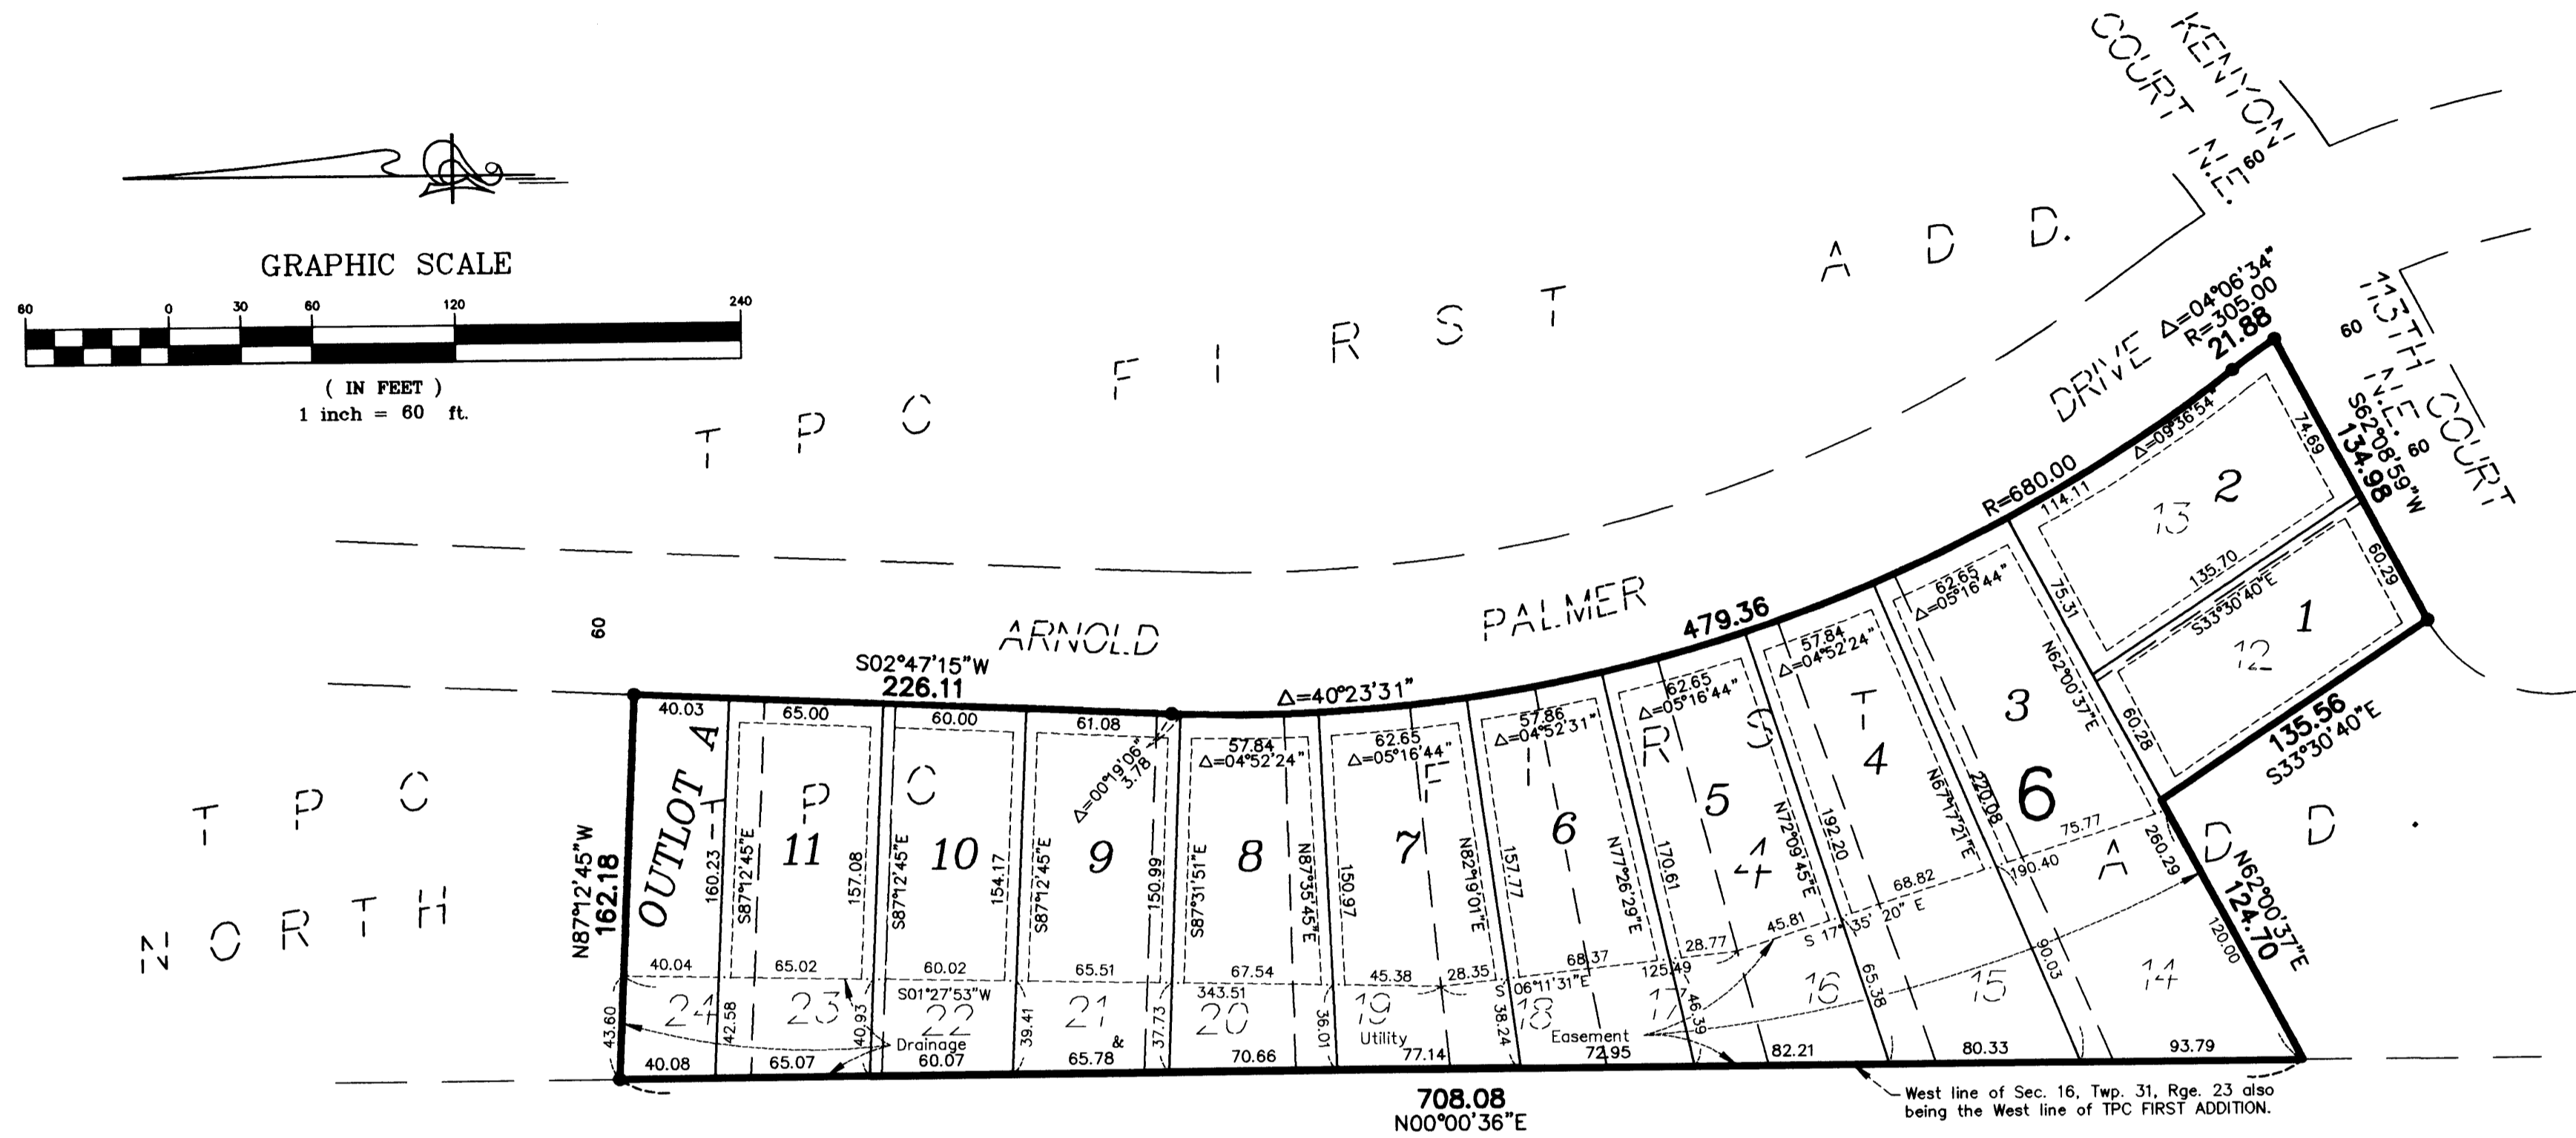 KENYON
COURT N.E.
60
GRAPHIC SCALE
60 0 30 60 120 240
( IN FEET )
1 inch = 60 ft.
T P C F I R S T A D D.
60
ARNOLD PALMER DRIVE
Δ=04°06'34"
R=305.00
21.88
113TH COURT
N.E.
60
60
S62°08'59"W
134.98
R=680.00
479.36
Δ=40°23'31"
S02°47'15"W
226.11
Δ=09°36'54"
114.11
74.69
2
13
135.70
S33°30'40"E
75.31
60.29
1
12
60.28
135.56
S33°30'40"E
N62°00'37"E
62.65
Δ=05°16'44"
3
6
220.08
N67°17'21"E
75.77
260.29
190.40
57.84
Δ=04°52'24"
4
192.20
N72°09'45"E
68.82
62.65
Δ=05°16'44"
5
4
170.61
N77°26'29"E
45.81
S 17° 35' 20" E
28.77
57.86
Δ=04°52'31"
6
157.77
N82°19'01"E
68.37
125.49
S 06°11'31"E
62.65
Δ=05°16'44"
7
150.97
N87°35'45"E
45.38
28.35
57.84
Δ=04°52'24"
8
S87°31'51"E
67.54
343.51
61.08
Δ=00°19'06"
3.78
9
150.99
S87°12'45"E
65.51
60.00
10
154.17
S87°12'45"E
60.02
S01°27'53"W
65.00
11
157.08
S87°12'45"E
65.02
40.03
OUTLOT A
160.23
40.04
N87°12'45"W
162.18
T P C
NORTH
T P C F I R S T A D D .
43.60
24
42.58
23
40.93
22
39.41
21
37.73
20
36.01
19
38.24
18
46.39
17
65.38
16
90.03
15
120.00
14
N62°00'37"E
124.70
Drainage
&
Utility
Easement
40.08
65.07
60.07
65.78
70.66
77.14
72.95
82.21
80.33
93.79
708.08
N00°00'36"E
West line of Sec. 16, Twp. 31, Rge. 23 also
being the West line of TPC FIRST ADDITION.